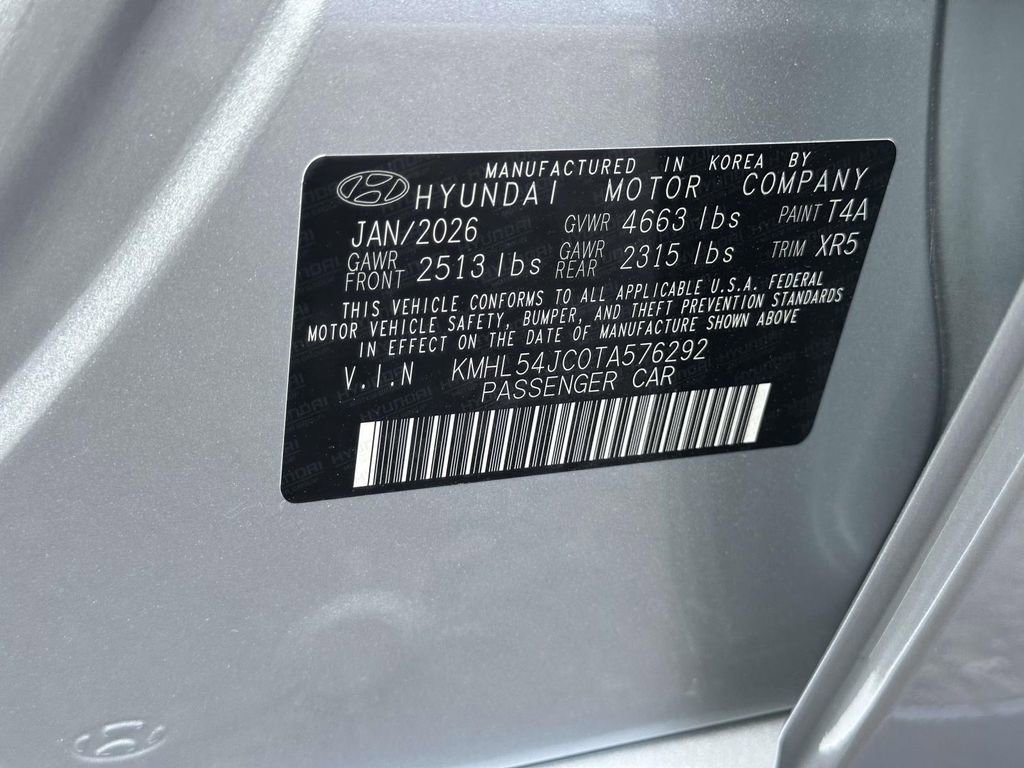 MANUFACTURED IN KOREA BY
HYUNDAI MOTOR COMPANY
JAN/2026 GVWR 4663 lbs PAINT T4A
GAWR FRONT 2513 lbs GAWR REAR 2315 lbs TRIM XR5
THIS VEHICLE CONFORMS TO ALL APPLICABLE U.S.A. FEDERAL
MOTOR VEHICLE SAFETY, BUMPER, AND THEFT PREVENTION STANDARDS
IN EFFECT ON THE DATE OF MANUFACTURE SHOWN ABOVE
V.I.N KMHL54JC0TA576292
PASSENGER CAR